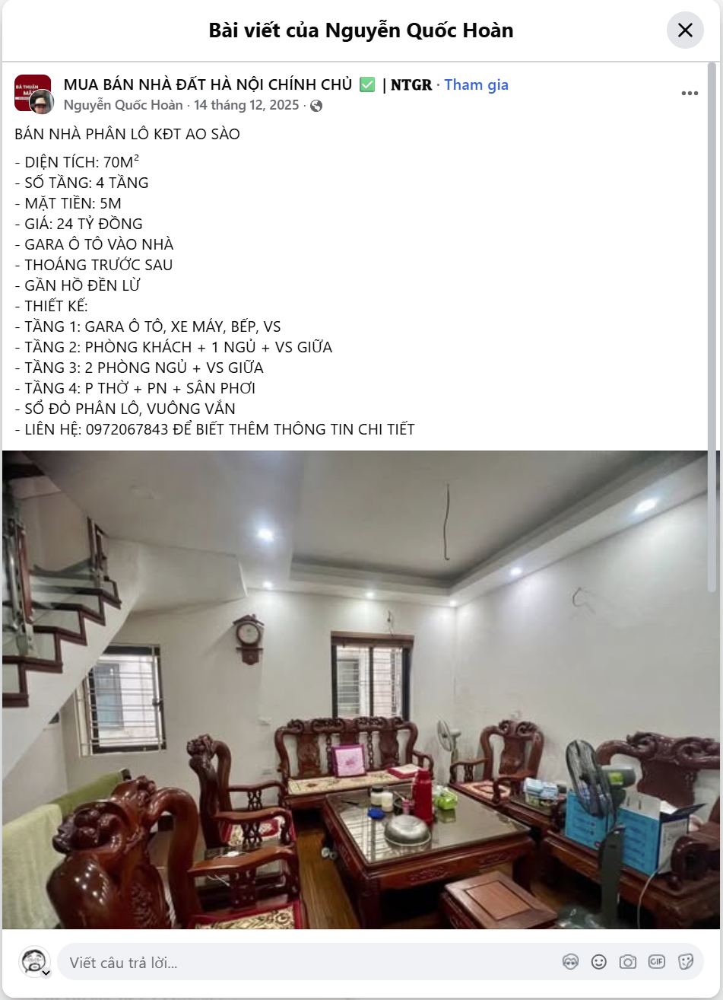 Bài viết của Nguyễn Quốc Hoàn
MUA BÁN NHÀ ĐẤT HÀ NỘI CHÍNH CHỦ ✅ | 𝐍𝐓𝐆𝐑 · Tham gia
Nguyễn Quốc Hoàn · 14 tháng 12, 2025 ·
BÁN NHÀ PHÂN LÔ KĐT AO SÀO
- DIỆN TÍCH: 70M²
- SỐ TẦNG: 4 TẦNG
- MẶT TIỀN: 5M
- GIÁ: 24 TỶ ĐỒNG
- GARA Ô TÔ VÀO NHÀ
- THOÁNG TRƯỚC SAU
- GẦN HỒ ĐỀN LỪ
- THIẾT KẾ:
- TẦNG 1: GARA Ô TÔ, XE MÁY, BẾP, VS
- TẦNG 2: PHÒNG KHÁCH + 1 NGỦ + VS GIỮA
- TẦNG 3: 2 PHÒNG NGỦ + VS GIỮA
- TẦNG 4: P THỜ + PN + SÂN PHƠI
- SỔ ĐỎ PHÂN LÔ, VUÔNG VẮN
- LIÊN HỆ: 0972067843 ĐỂ BIẾT THÊM THÔNG TIN CHI TIẾT
Viết câu trả lời...
GIF